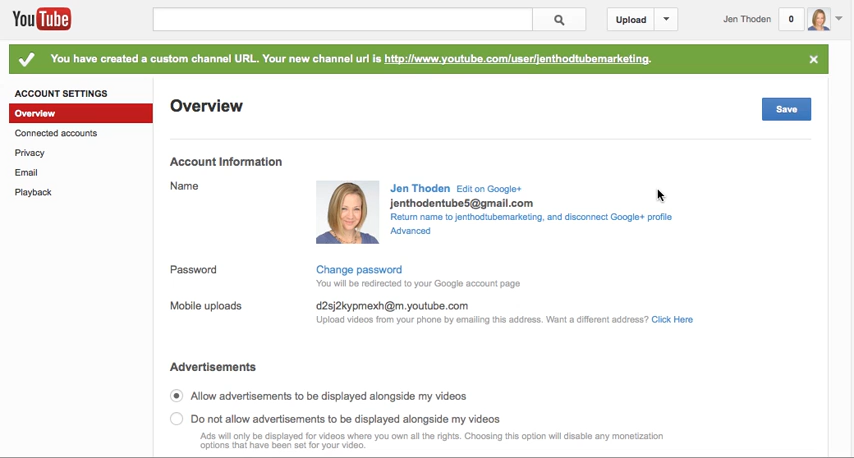 YouTube
Upload
Jen Thoden
0
You have created a custom channel URL. Your new channel url is http://www.youtube.com/user/jenthodtubemarketing.
ACCOUNT SETTINGS
Overview
Connected accounts
Privacy
Email
Playback
Overview
Save
Account Information
Name
Jen Thoden Edit on Google+
jenthodentube5@gmail.com
Return name to jenthodtubemarketing, and disconnect Google+ profile
Advanced
Password
Change password
You will be redirected to your Google account page
Mobile uploads
d2sj2kypmexh@m.youtube.com
Upload videos from your phone by emailing this address. Want a different address? Click Here
Advertisements
Allow advertisements to be displayed alongside my videos
Do not allow advertisements to be displayed alongside my videos
Ads will only be displayed for videos where you own all the rights. Choosing this option will disable any monetization
options that have been set for your video.